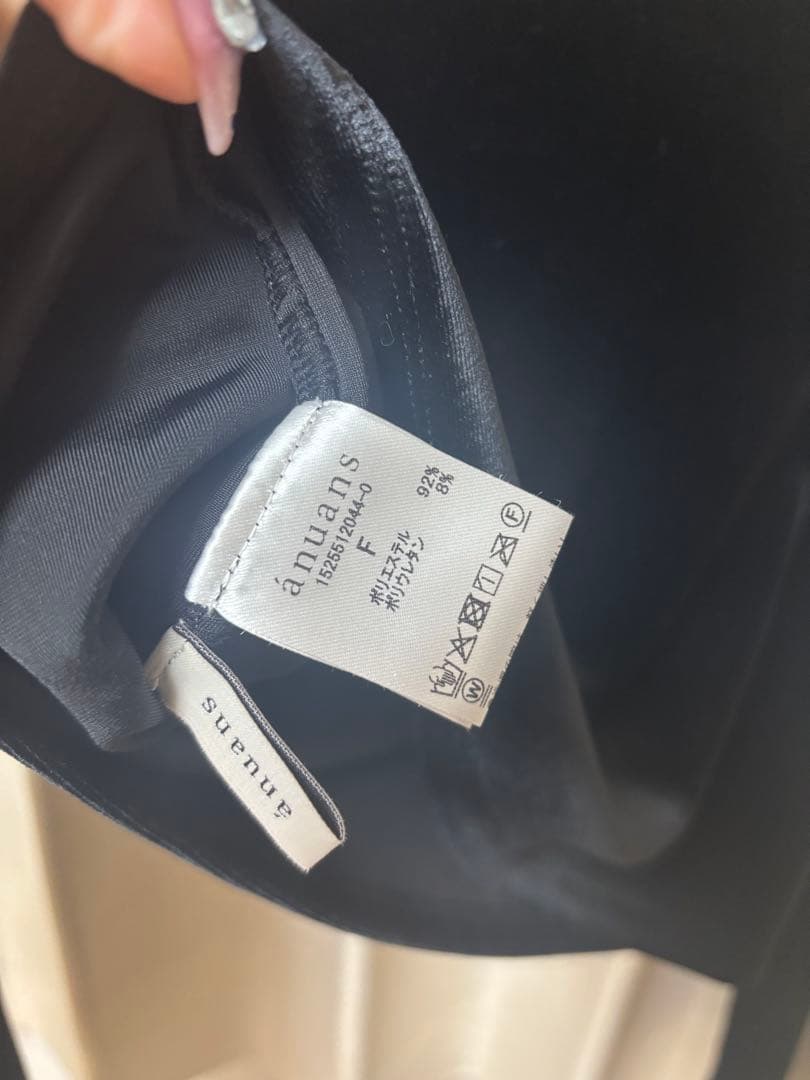 ánuans
1525512044-0
F
ポリエステル 92%
ポリウレタン 8%
F
W
ánuans